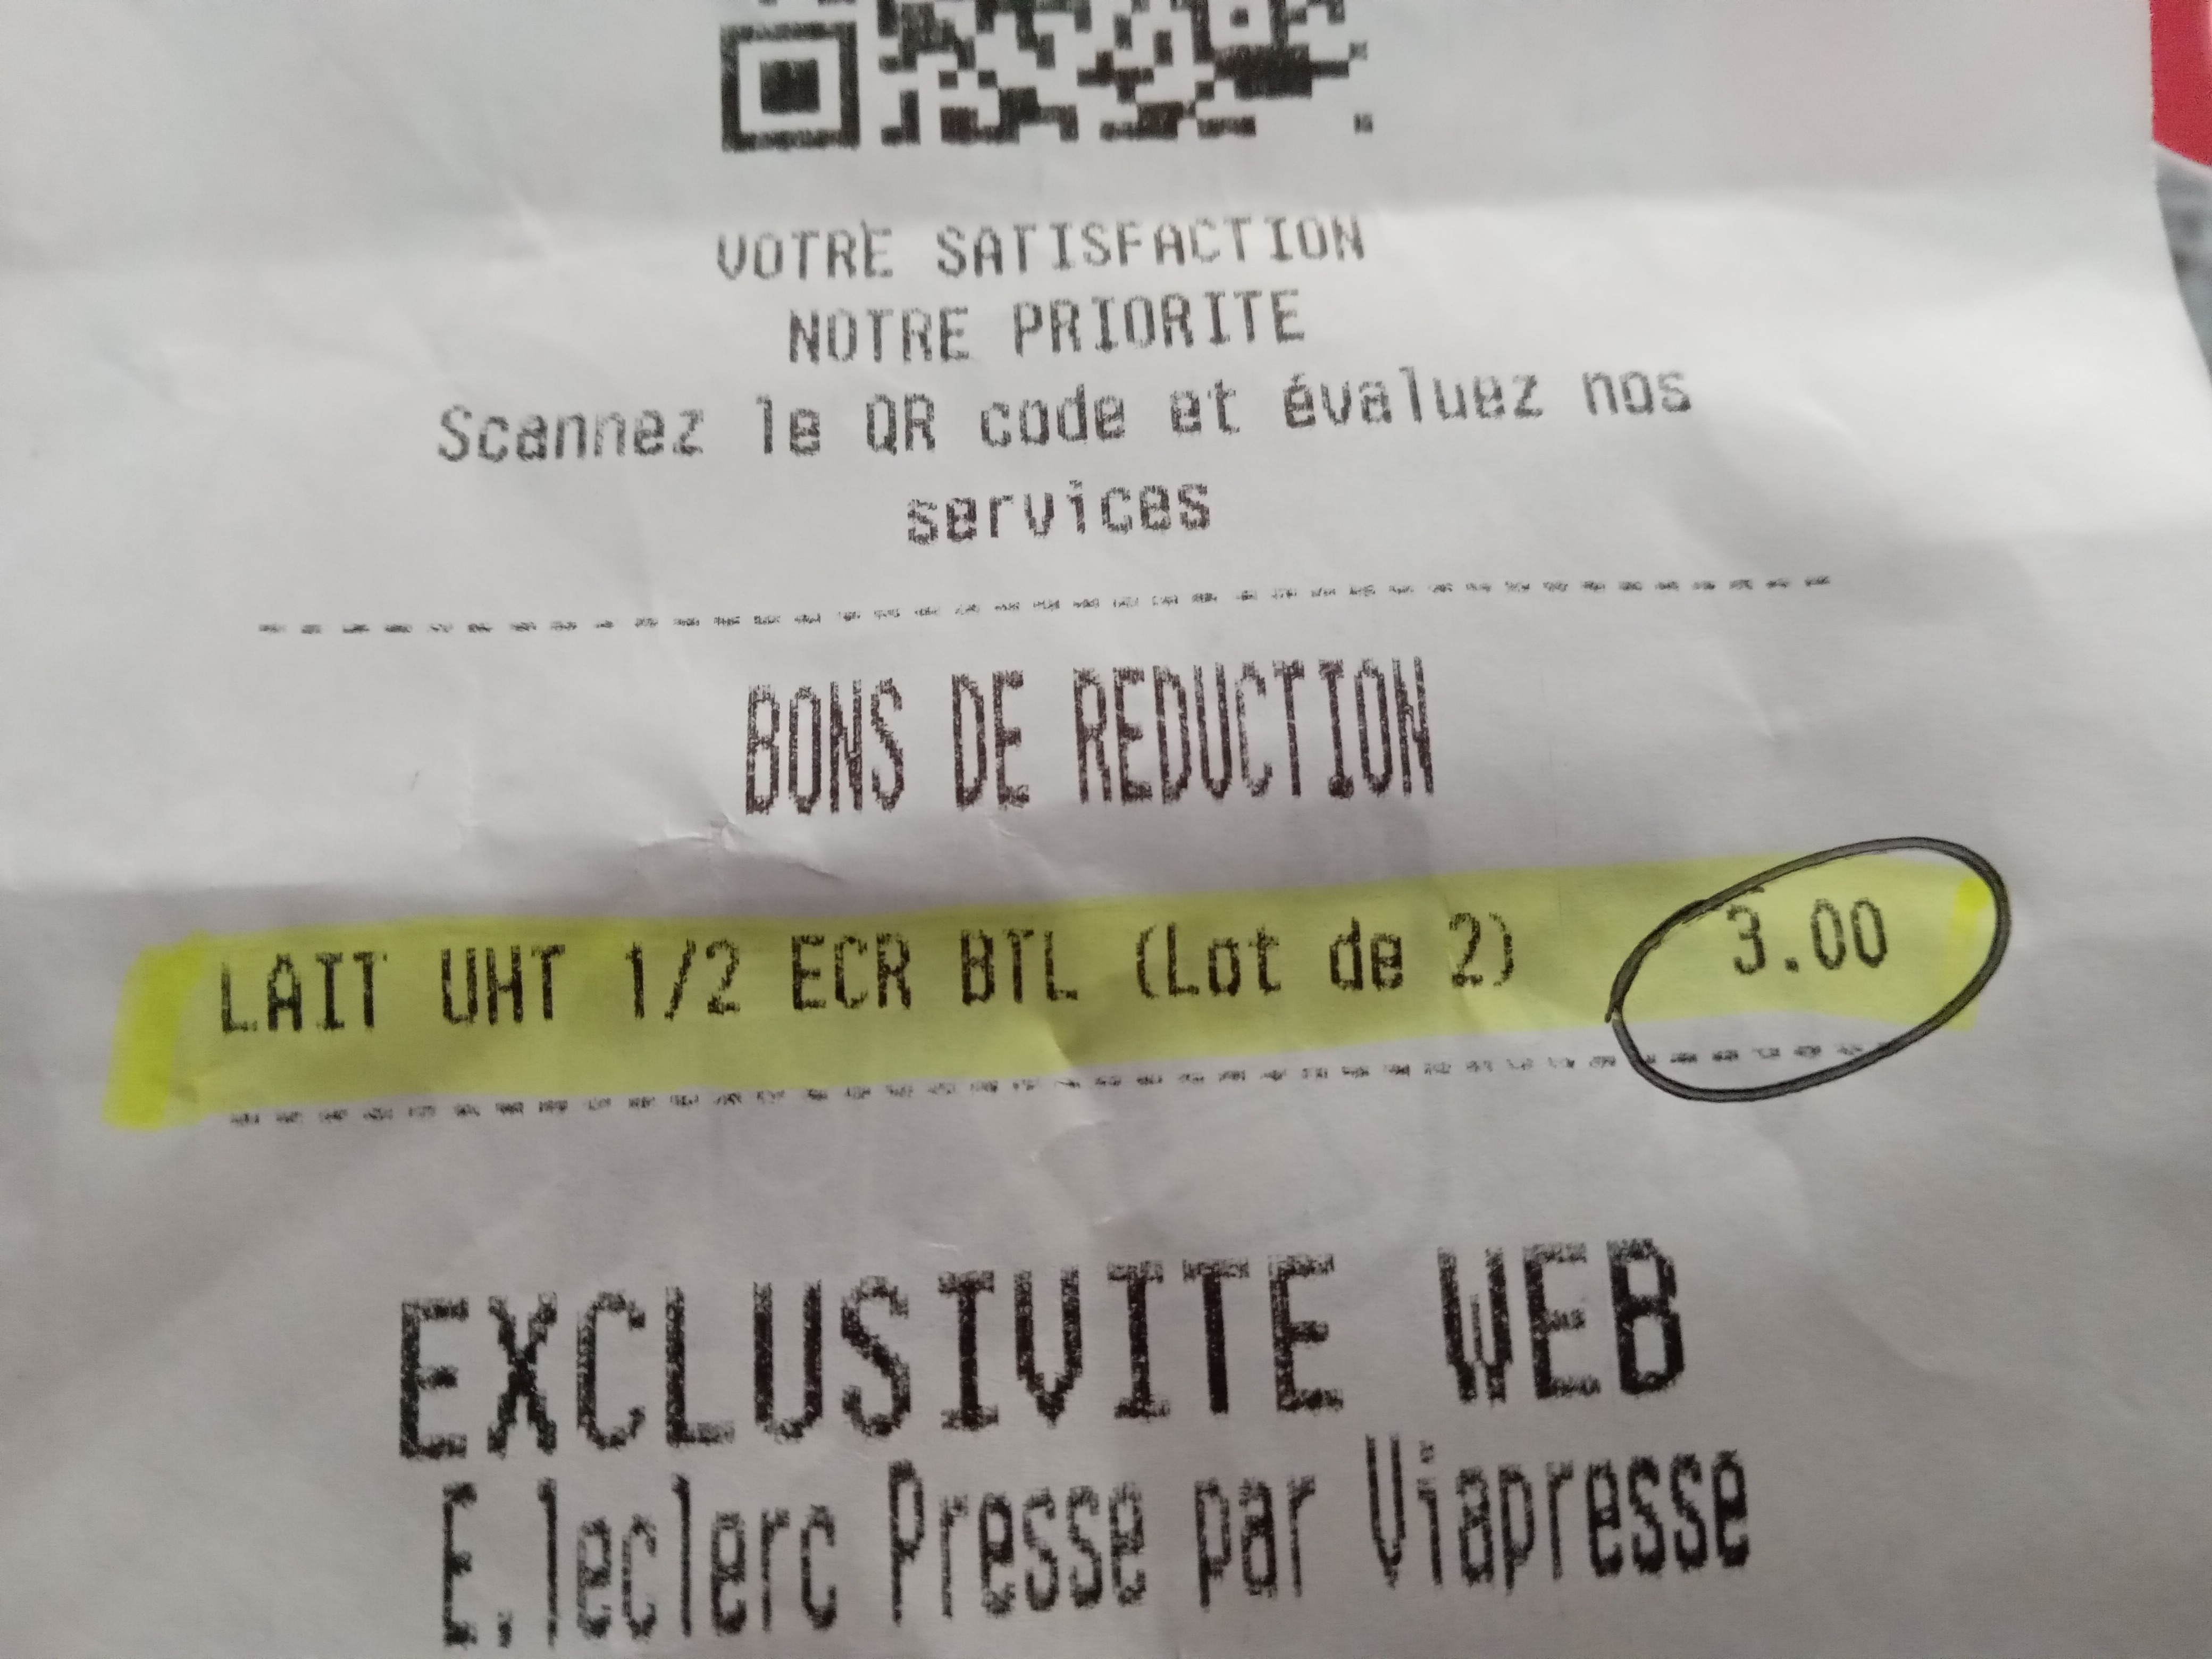 VOTRE SATISFACTION
NOTRE PRIORITE
Scannez le QR code et évaluez nos
services
BONS DE REDUCTION
LAIT UHT 1/2 ECR BTL (Lot de 2) 3.00
EXCLUSIVITE WEB
E.leclerc Presse par Viapresse